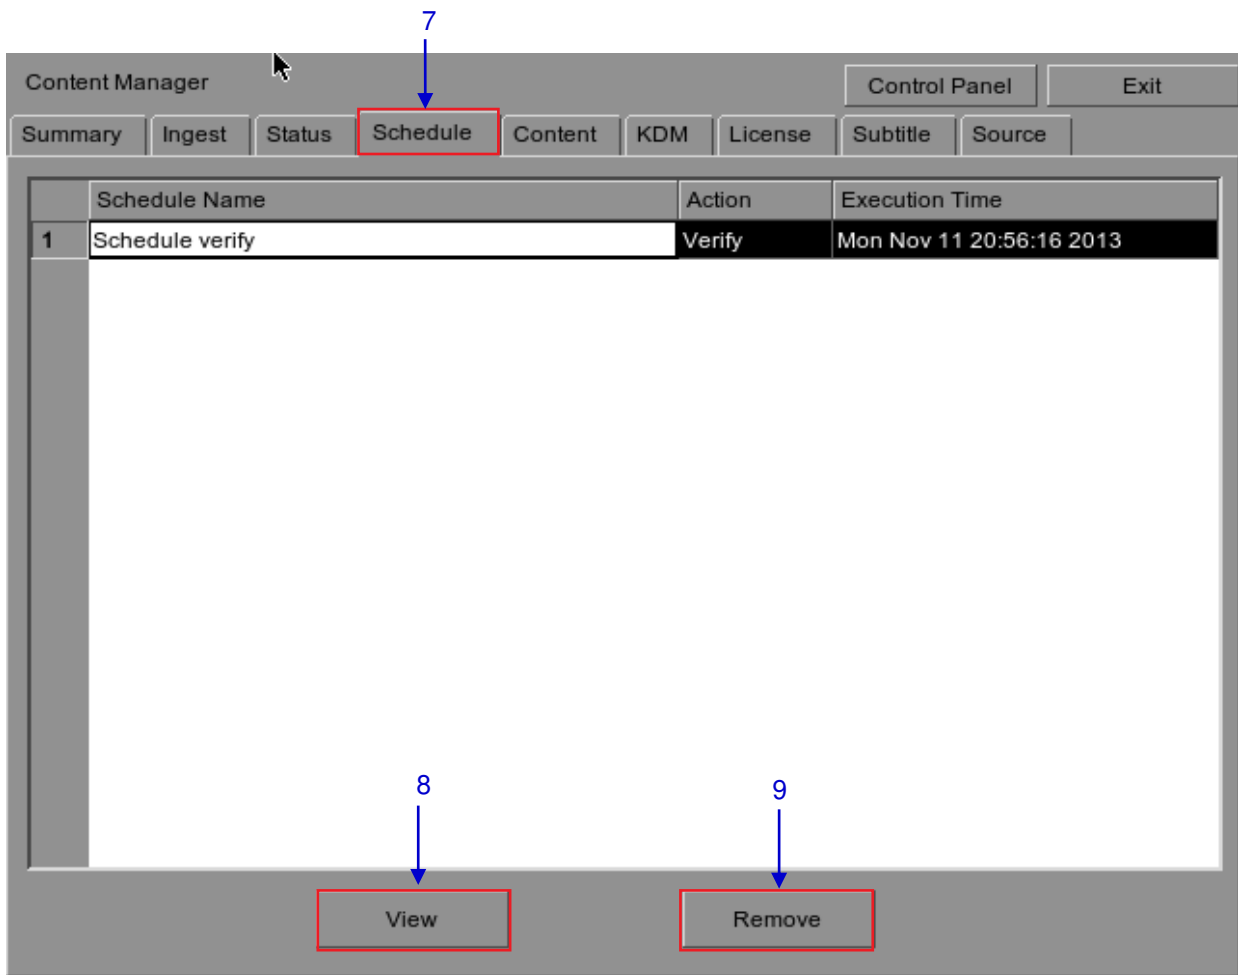 7
Content Manager Control Panel Exit
Summary Ingest Status Schedule Content KDM License Subtitle Source
Schedule Name Action Execution Time
1 Schedule verify Verify Mon Nov 11 20:56:16 2013
8 9
View Remove